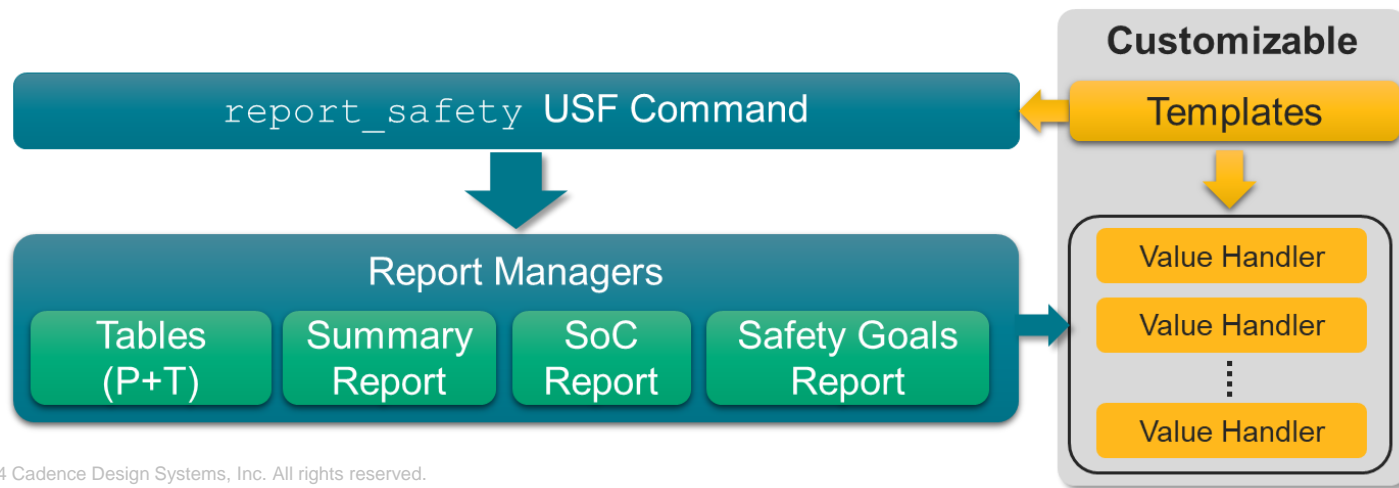 Customizable
report_safety USF Command
Templates
Report Managers
Tables
(P+T)
Summary
Report
SoC
Report
Safety Goals
Report
Value Handler
Value Handler
Value Handler
4 Cadence Design Systems, Inc. All rights reserved.